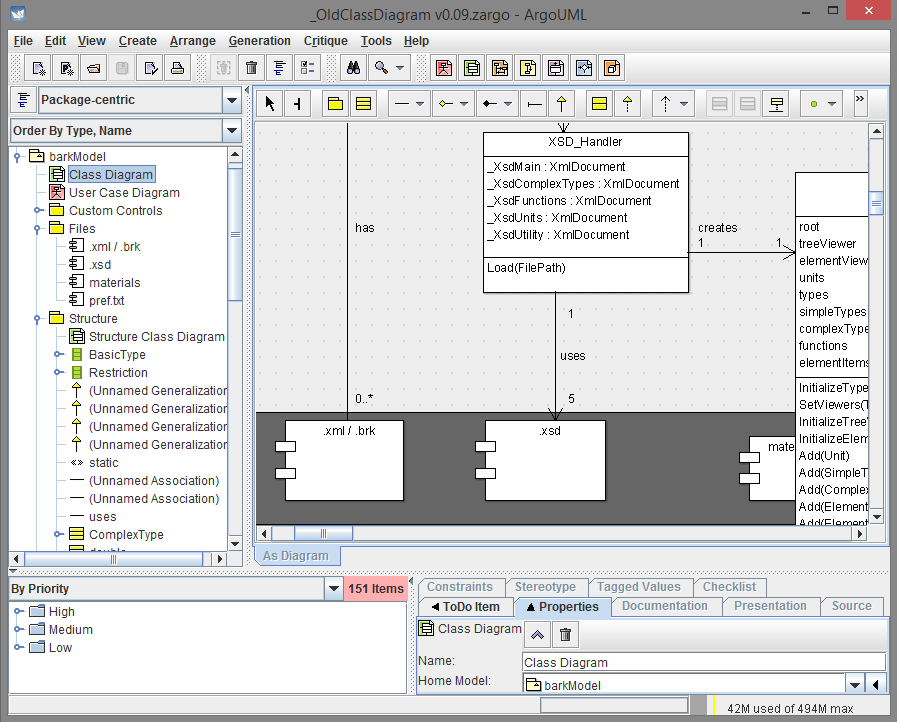 _OldClassDiagram v0.09.zargo - ArgoUML
File Edit View Create Arrange Generation Critique Tools Help
Package-centric
Order By Type, Name
barkModel
Class Diagram
User Case Diagram
Custom Controls
Files
.xml / .brk
.xsd
materials
pref.txt
Structure
Structure Class Diagram
BasicType
Restriction
(Unnamed Generalization
(Unnamed Generalization
(Unnamed Generalization
(Unnamed Generalization
static
(Unnamed Association)
(Unnamed Association)
uses
ComplexType
XSD_Handler
_XsdMain : XmlDocument
_XsdComplexTypes : XmlDocument
_XsdFunctions : XmlDocument
_XsdUnits : XmlDocument
_XsdUtility : XmlDocument
Load(FilePath)
has
0..*
creates
1 1
1
uses
5
.xml / .brk
.xsd
mate
root
treeViewer
elementView
units
types
simpleTypes
complexType
functions
elementItems
InitializeType
SetViewers(T
InitializeTree
InitializeElem
Add(Unit)
Add(SimpleT
Add(Complex
Add(Element
Add(Element
As Diagram
By Priority
151 Items
High
Medium
Low
Constraints Stereotype Tagged Values Checklist
ToDo Item Properties Documentation Presentation Source
Class Diagram
Name:
Class Diagram
Home Model:
barkModel
42M used of 494M max